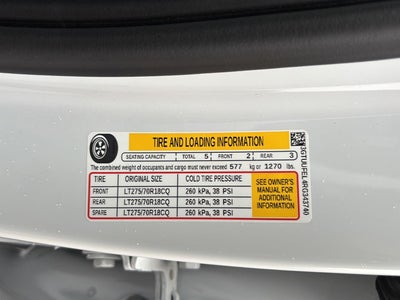 TIRE AND LOADING INFORMATION
SEATING CAPACITY TOTAL 5 FRONT 2 REAR 3
The combined weight of occupants and cargo must never exceed 577 kg or 1270 lbs.
TIRE ORIGINAL SIZE COLD TIRE PRESSURE
FRONT LT275/70R18CQ 260 kPa, 38 PSI
REAR LT275/70R18CQ 260 kPa, 38 PSI
SPARE LT275/70R18CQ 260 kPa, 38 PSI
SEE OWNER'S
MANUAL FOR
ADDITIONAL
INFORMATION